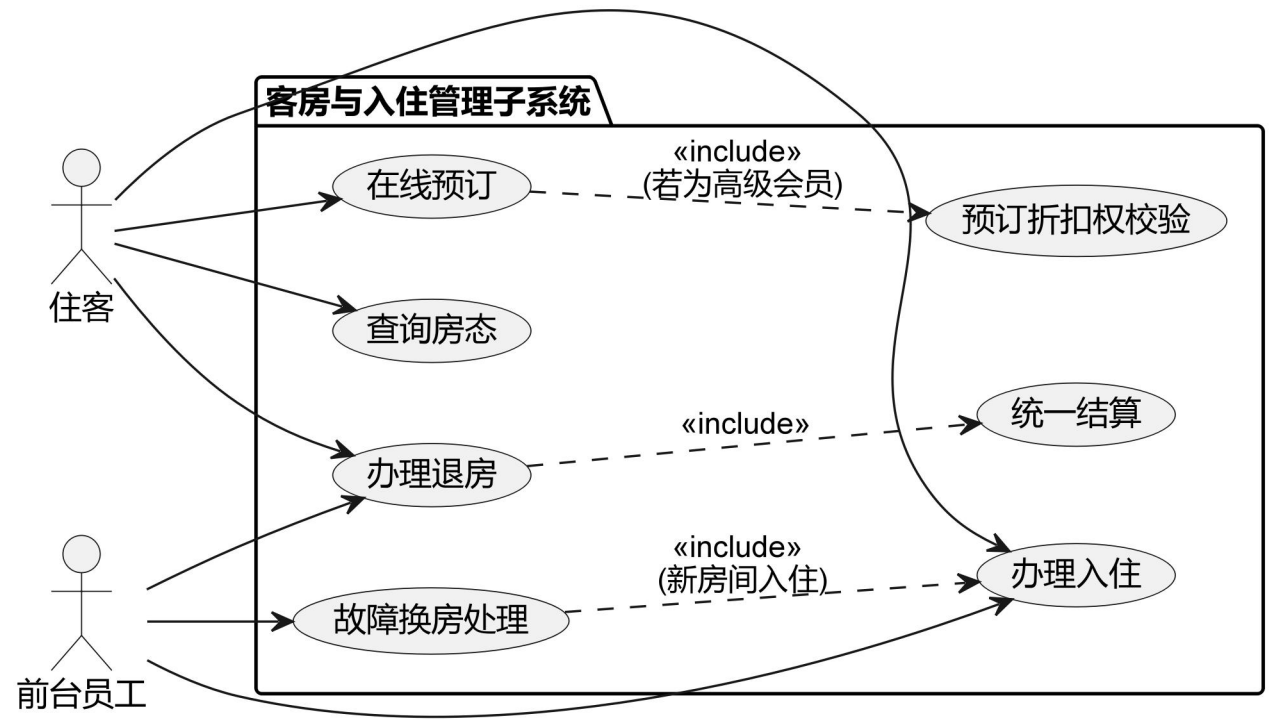 客房与入住管理子系统
«include»
(若为高级会员)
在线预订
预订折扣权校验
住客
查询房态
统一结算
«include»
办理退房
«include»
(新房间入住)
办理入住
故障换房处理
前台员工